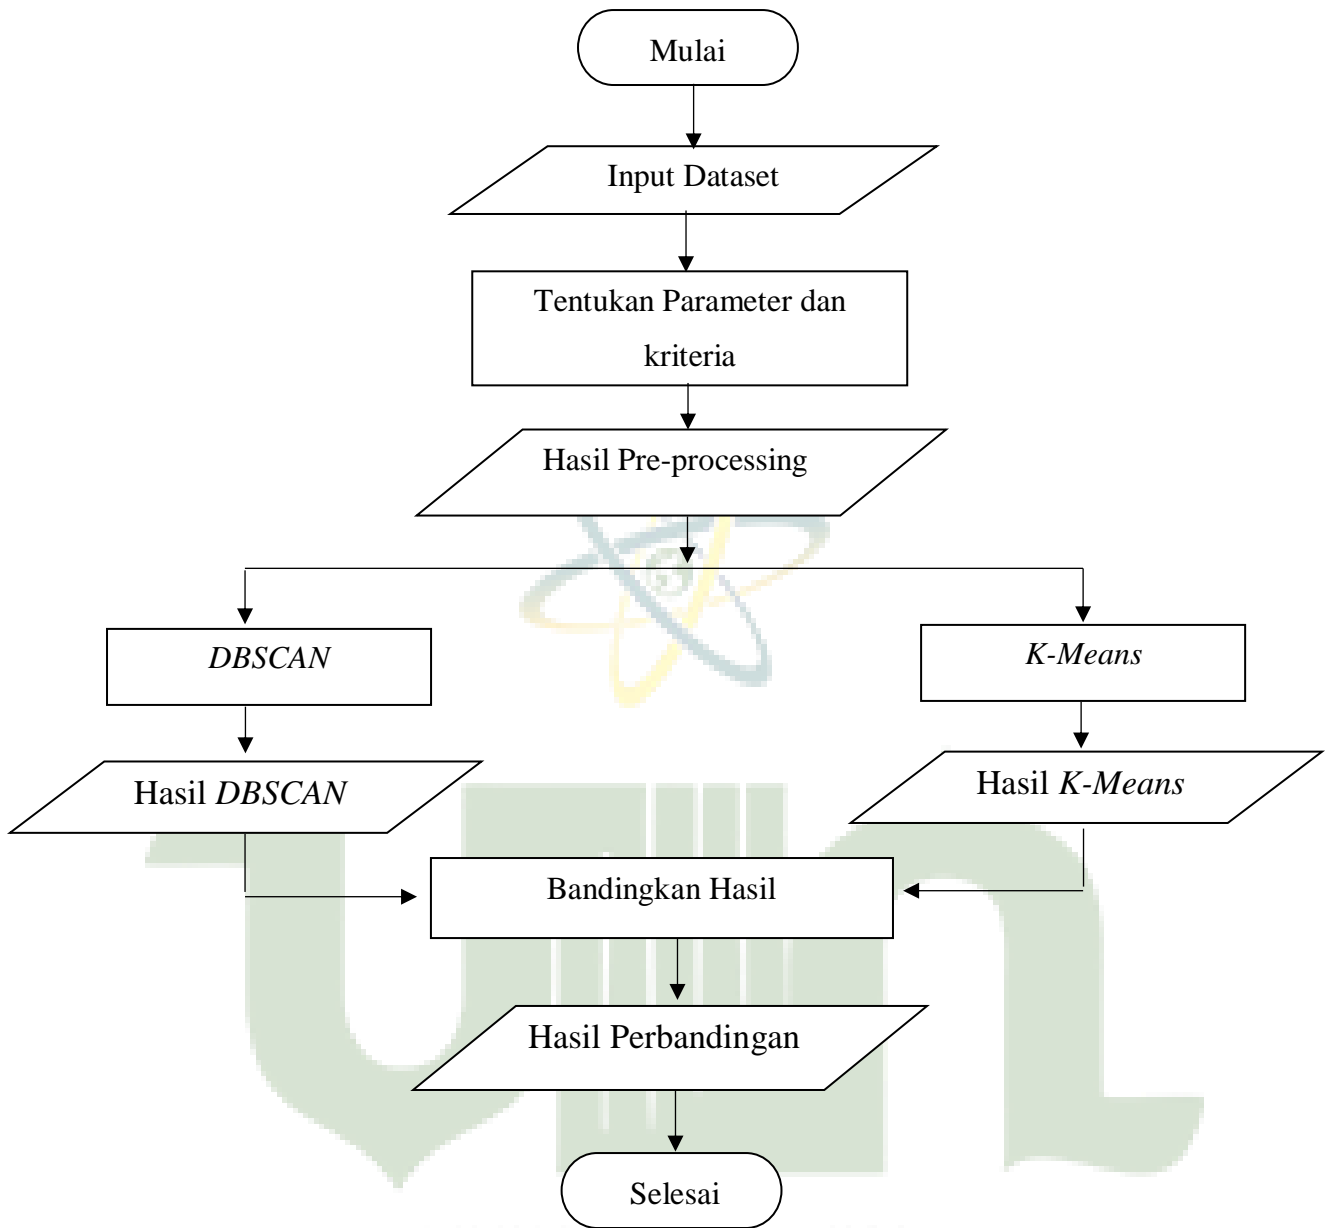 Mulai
Input Dataset
Tentukan Parameter dan
kriteria
Hasil Pre-processing
DBSCAN
K-Means
Hasil DBSCAN
Hasil K-Means
Bandingkan Hasil
Hasil Perbandingan
Selesai